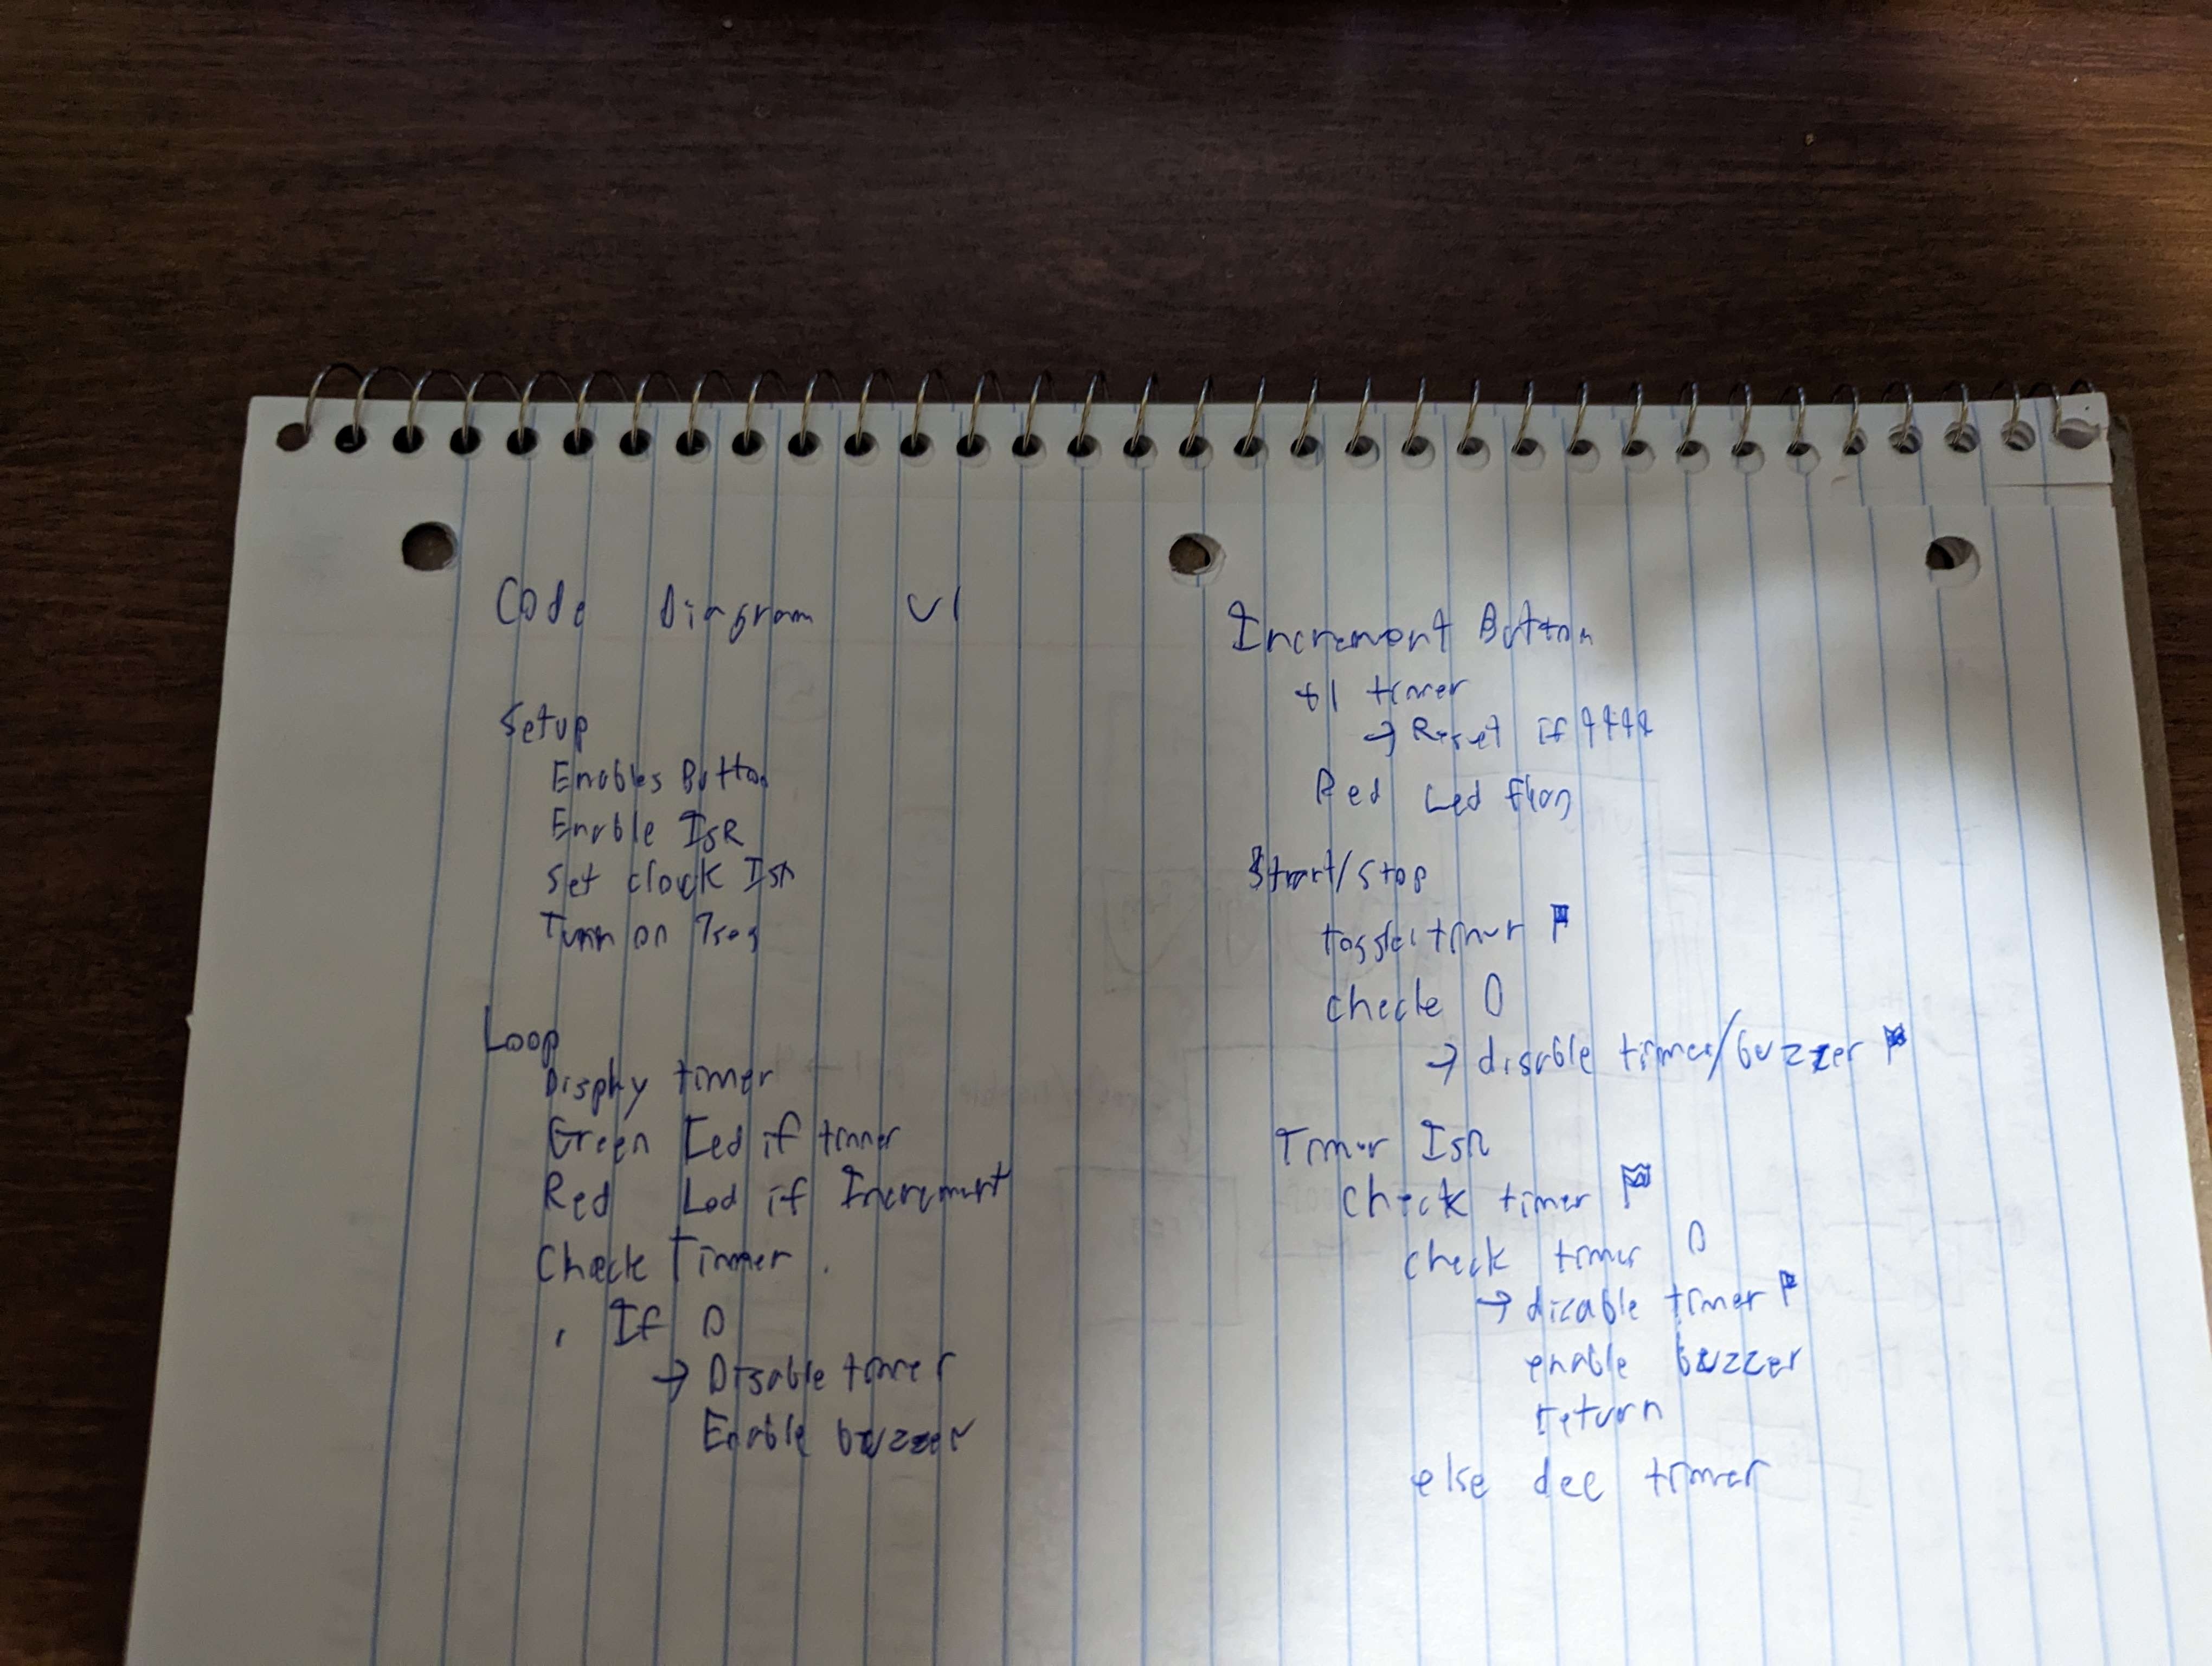 Code Diagram v1
Setup
Enables Button
Enable ISR
Set clock ISR
Turn on 7seg
Loop
Display timer
Green Led if timer
Red Led if Increment
Check Timer
If 0
→ Disable timer
Enable buzzer
Increment Button
+1 timer
→ Reset if
Red Led
Start/Stop
toggle timer
check 0
→ disable timer/buzzer
Timer ISR
check timer
check timer 0
→ disable timer
enable buzzer
return
else dec timer